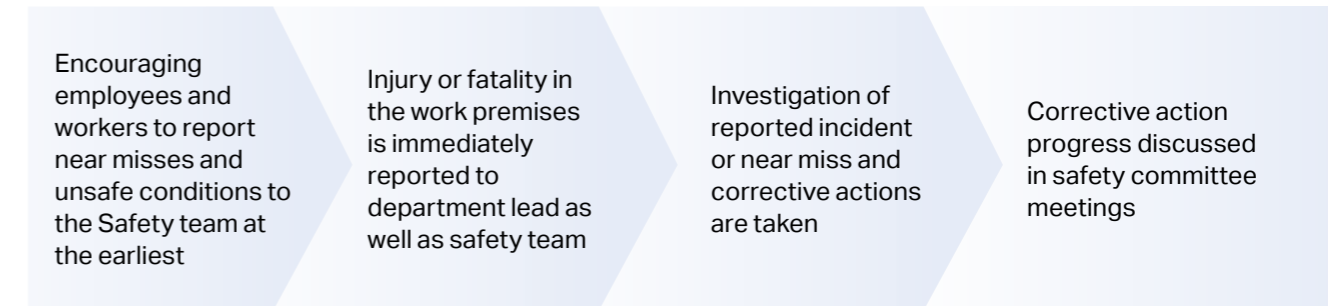 Encouraging
employees and
workers to report
near misses and
unsafe conditions to
the Safety team at
the earliest
Injury or fatality in
the work premises
is immediately
reported to
department lead as
well as safety team
Investigation of
reported incident
or near miss and
corrective actions
are taken
Corrective action
progress discussed
in safety committee
meetings